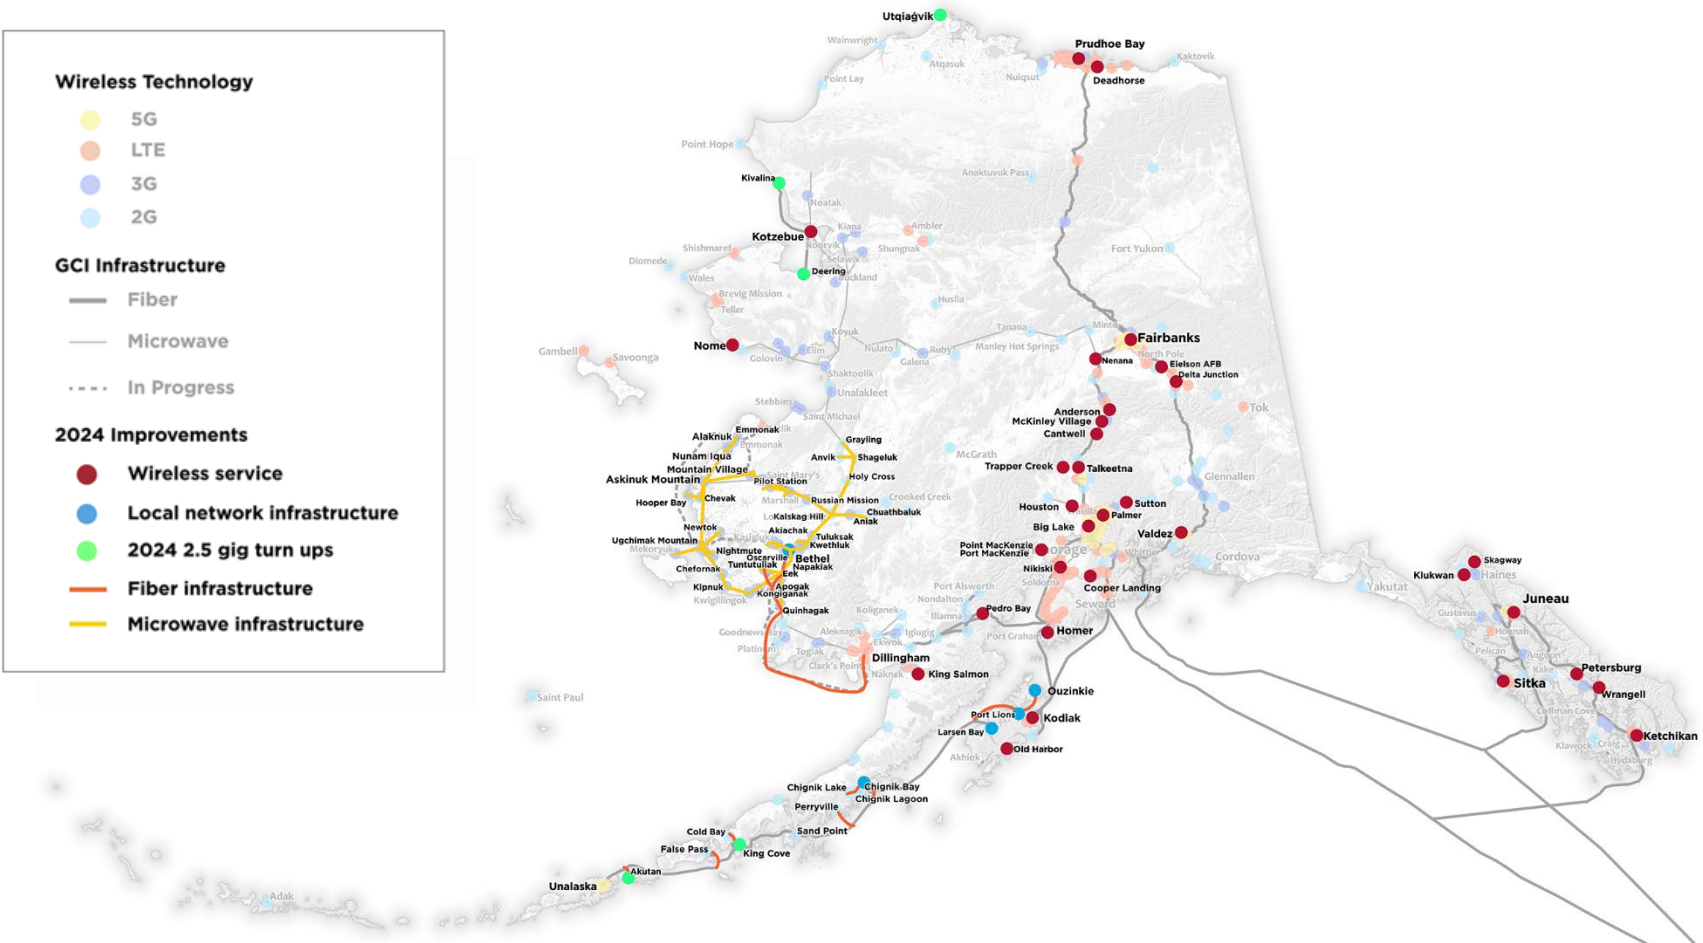 Wireless Technology
5G
LTE
3G
2G
GCI Infrastructure
Fiber
Microwave
In Progress
2024 Improvements
Wireless service
Local network infrastructure
2024 2.5 gig turn ups
Fiber infrastructure
Microwave infrastructure
Utqiaġvik
Wainwright
Atqasuk
Prudhoe Bay
Deadhorse
Nuiqsut
Kaktovik
Point Lay
Point Hope
Anaktuvuk Pass
Kivalina
Noatak
Kotzebue
Noorvik
Kiana
Ambler
Shungnak
Selawik
Buckland
Deering
Shishmaref
Diomede
Wales
Brevig Mission
Teller
Fort Yukon
Huslia
Nome
Golovin
Elim
Koyuk
Nulato
Galena
Ruby
Tanana
Manley Hot Springs
Minto
Fairbanks
North Pole
Nenana
Eielson AFB
Delta Junction
Gambell
Savoonga
Shaktoolik
Unalakleet
Stebbins
Saint Michael
Tok
Anderson
McKinley Village
Cantwell
Alaknuk
Emmonak
Emmonak
Nunam Iqua
Mountain Village
Askinuk Mountain
Saint Mary's
Pilot Station
Marshall
Hooper Bay
Chevak
Grayling
Anvik
Shageluk
Holy Cross
McGrath
Russian Mission
Crooked Creek
Chuathbaluk
Kalskag Hill
Aniak
Trapper Creek
Talkeetna
Glennallen
Houston
Sutton
Palmer
Big Lake
Valdez
Newtok
Akiachak
Tuluksak
Kwethluk
Ugchimak Mountain
Mekoryuk
Nightmute
Kasigluk
Oscarville
Bethel
Napakiak
Chefornak
Tuntutuliak
Eek
Kipnuk
Apogak
Kongiganak
Kwigillingok
Quinhagak
Point MacKenzie
Port MacKenzie
orage
Whitt
Nikiski
Soldotna
Cooper Landing
Seward
Cordova
Port Alsworth
Nondalton
Iliamna
Pedro Bay
Port Graham
Homer
Koliganek
Goodnews Bay
Platinum
Togiak
Aleknagik
Ekwok
Igiugig
Clark's Point
Dillingham
Naknek
King Salmon
Yakutat
Skagway
Klukwan
Haines
Juneau
Gustavus
Hoonah
Pelican
Angoon
Kake
Sitka
Petersburg
Wrangell
Coffman Cove
Klawock
Craig
Hydaburg
Ketchikan
Ouzinkie
Port Lions
Kodiak
Larsen Bay
Old Harbor
Akhiok
Saint Paul
Chignik Lake
Chignik Bay
Chignik Lagoon
Perryville
Sand Point
Cold Bay
King Cove
False Pass
Akutan
Unalaska
Adak